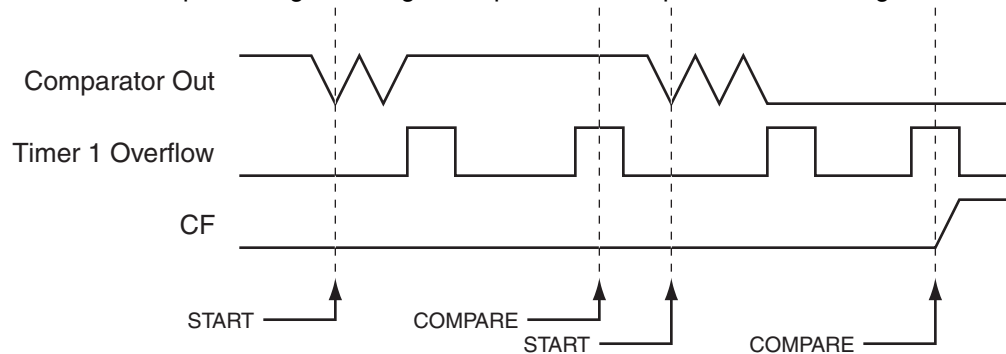 Comparator Out
Timer 1 Overflow
CF
START
COMPARE
START
COMPARE